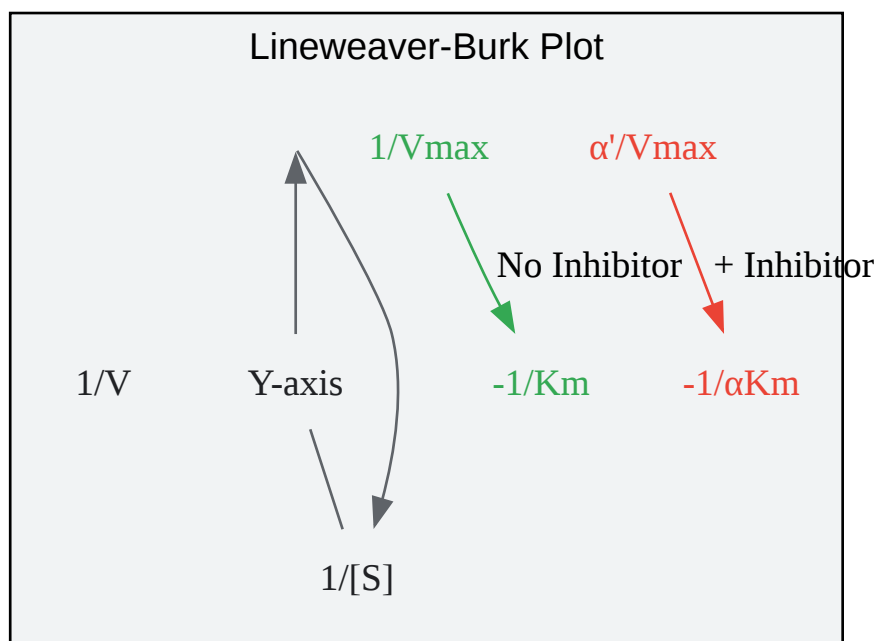 Lineweaver-Burk Plot
1/Vmax
α'/Vmax
No Inhibitor
+ Inhibitor
1/V
Y-axis
-1/Km
-1/αKm
1/[S]